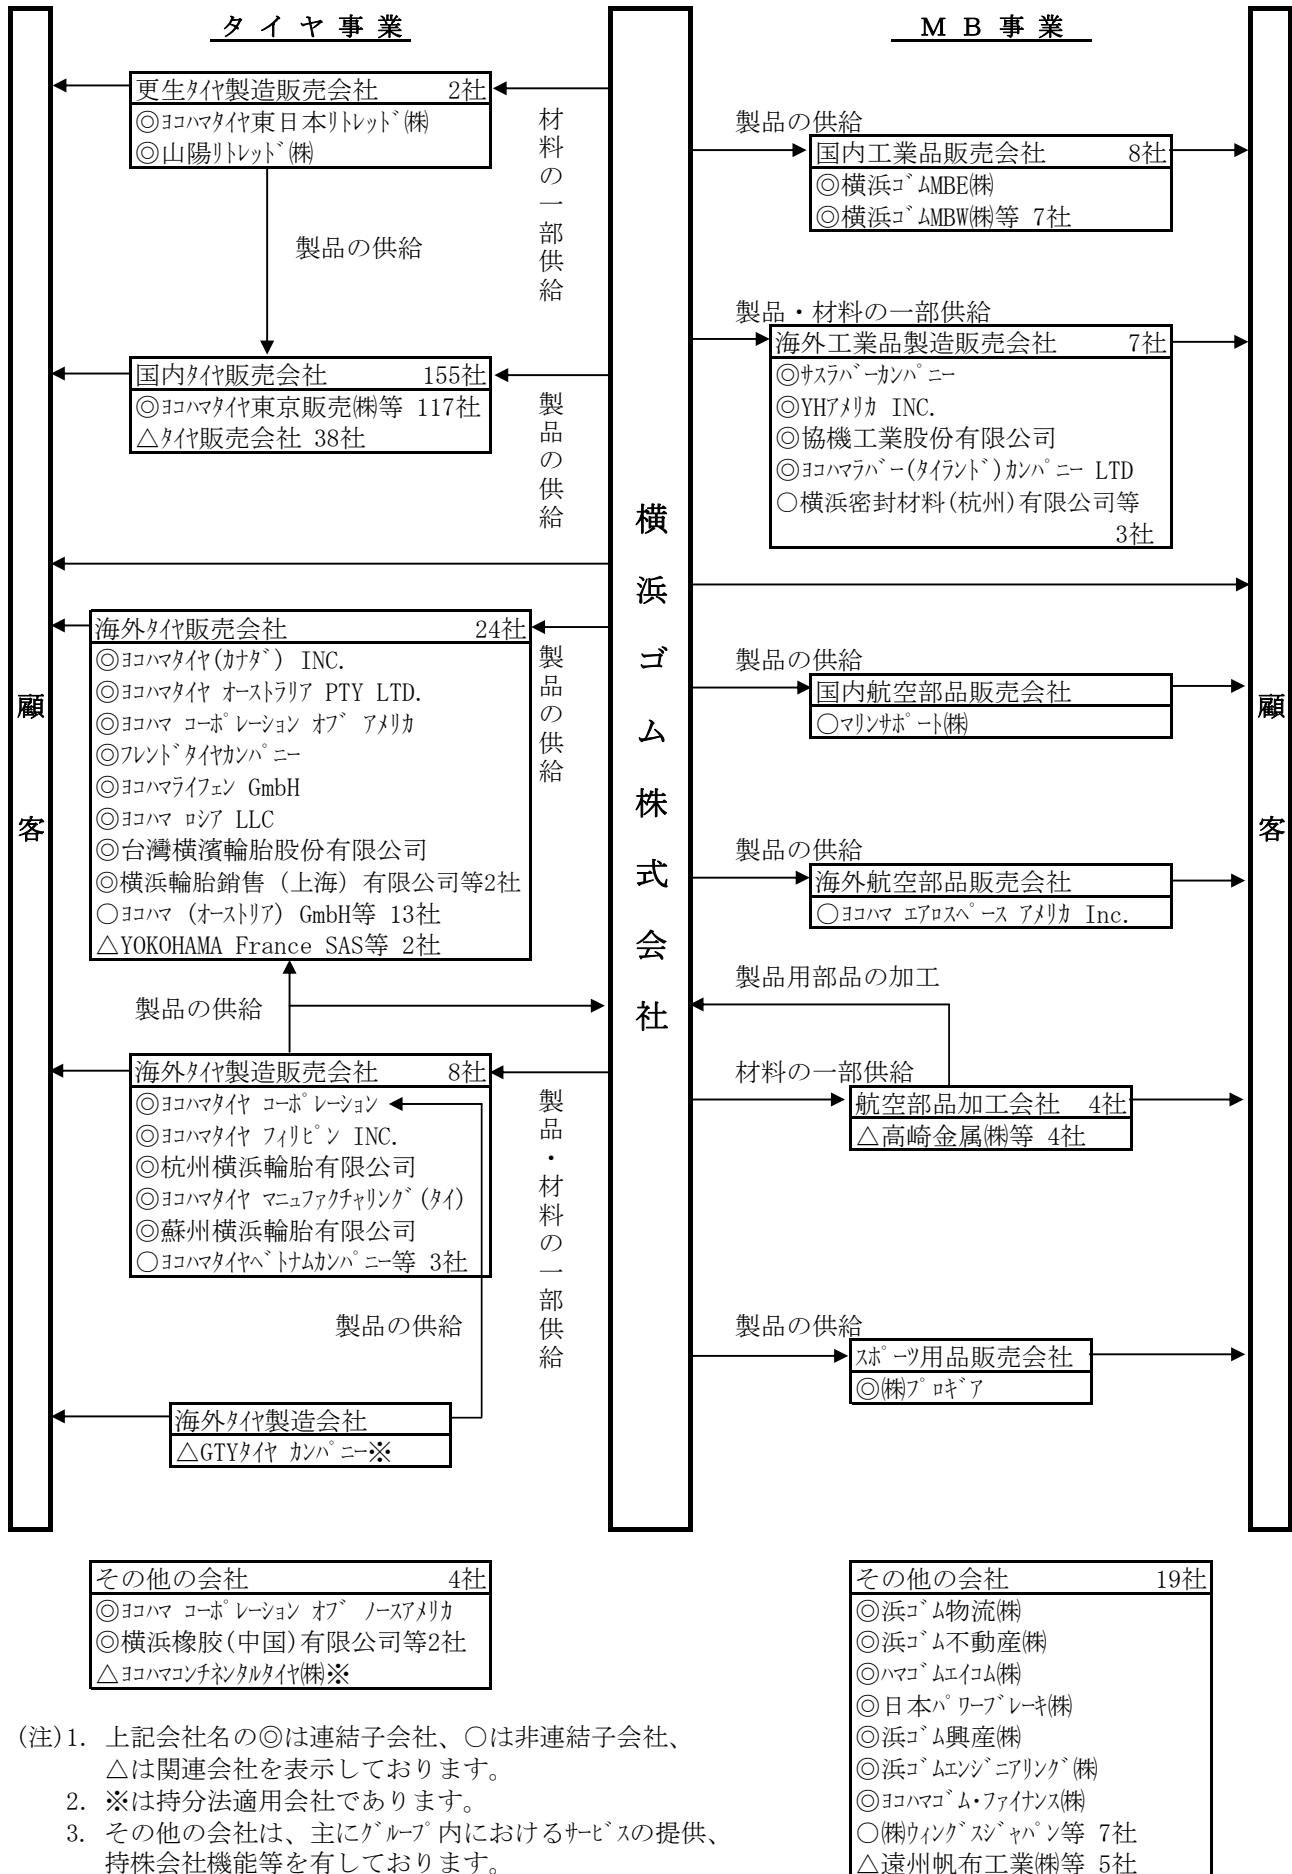 タイヤ事業
更生ﾀｲﾔ製造販売会社 2社
◎ﾖｺﾊﾏﾀｲﾔ東日本ﾘﾄﾚｯﾄﾞ㈱
◎山陽ﾘﾄﾚｯﾄﾞ㈱
材料の一部供給
製品の供給
国内ﾀｲﾔ販売会社 155社
◎ﾖｺﾊﾏﾀｲﾔ東京販売㈱等 117社
△ﾀｲﾔ販売会社 38社
製品の供給
海外ﾀｲﾔ販売会社 24社
◎ﾖｺﾊﾏﾀｲﾔ(ｶﾅﾀﾞ) INC.
◎ﾖｺﾊﾏﾀｲﾔ ｵｰｽﾄﾗﾘｱ PTY LTD.
◎ﾖｺﾊﾏ ｺｰﾎﾟﾚｰｼｮﾝ ｵﾌﾞ ｱﾒﾘｶ
◎ﾌﾚﾝﾄﾞﾀｲﾔｶﾝﾊﾟﾆｰ
◎ﾖｺﾊﾏﾗｲﾌｪﾝ GmbH
◎ﾖｺﾊﾏ ﾛｼｱ LLC
◎台灣横濱輪胎股份有限公司
◎横浜輪胎銷售（上海）有限公司等2社
○ﾖｺﾊﾏ（ｵｰｽﾄﾘｱ）GmbH等 13社
△YOKOHAMA France SAS等 2社
製品の供給
製品の供給
海外ﾀｲﾔ製造販売会社 8社
◎ﾖｺﾊﾏﾀｲﾔ ｺｰﾎﾟﾚｰｼｮﾝ
◎ﾖｺﾊﾏﾀｲﾔ ﾌｨﾘﾋﾟﾝ INC.
◎杭州横浜輪胎有限公司
◎ﾖｺﾊﾏﾀｲﾔ ﾏﾆｭﾌｧｸﾁｬﾘﾝｸﾞ(ﾀｲ)
◎蘇州横浜輪胎有限公司
○ﾖｺﾊﾏﾀｲﾔﾍﾞﾄﾅﾑｶﾝﾊﾟﾆｰ等 3社
製品・材料の一部供給
製品の供給
海外ﾀｲﾔ製造会社
△GTYﾀｲﾔ ｶﾝﾊﾟﾆｰ※
顧客
横浜ゴム株式会社
ＭＢ事業
製品の供給
国内工業品販売会社 8社
◎横浜ｺﾞﾑMBE㈱
◎横浜ｺﾞﾑMBW㈱等 7社
製品・材料の一部供給
海外工業品製造販売会社 7社
◎ｻｽﾗﾊﾞｰｶﾝﾊﾟﾆｰ
◎YHｱﾒﾘｶ INC.
◎協機工業股份有限公司
◎ﾖｺﾊﾏﾗﾊﾞｰ(ﾀｲﾗﾝﾄﾞ)ｶﾝﾊﾟﾆｰ LTD
○横浜密封材料(杭州)有限公司等
3社
製品の供給
国内航空部品販売会社
○ﾏﾘﾝｻﾎﾟｰﾄ㈱
製品の供給
海外航空部品販売会社
○ﾖｺﾊﾏ ｴｱﾛｽﾍﾟｰｽ ｱﾒﾘｶ Inc.
製品用部品の加工
材料の一部供給
航空部品加工会社 4社
△高崎金属㈱等 4社
製品の供給
ｽﾎﾟｰﾂ用品販売会社
◎㈱ﾌﾟﾛｷﾞｱ
顧客
その他の会社 4社
◎ﾖｺﾊﾏ ｺｰﾎﾟﾚｰｼｮﾝ ｵﾌﾞ ﾉｰｽｱﾒﾘｶ
◎横浜橡胶(中国)有限公司等2社
△ﾖｺﾊﾏｺﾝﾁﾈﾝﾀﾙﾀｲﾔ㈱※
その他の会社 19社
◎浜ｺﾞﾑ物流㈱
◎浜ｺﾞﾑ不動産㈱
◎ﾊﾏｺﾞﾑｴｲｺﾑ㈱
◎日本ﾊﾟﾜｰﾌﾞﾚｰｷ㈱
◎浜ｺﾞﾑ興産㈱
◎浜ｺﾞﾑｴﾝｼﾞﾆｱﾘﾝｸﾞ㈱
◎ﾖｺﾊﾏｺﾞﾑ・ﾌｧｲﾅﾝｽ㈱
○㈱ｳｨﾝｸﾞｽｼﾞｬﾊﾟﾝ等 7社
△遠州帆布工業㈱等 5社
(注)1. 上記会社名の◎は連結子会社、○は非連結子会社、
△は関連会社を表示しております。
2. ※は持分法適用会社であります。
3. その他の会社は、主にｸﾞﾙｰﾌﾟ内におけるｻｰﾋﾞｽの提供、
持株会社機能等を有しております。